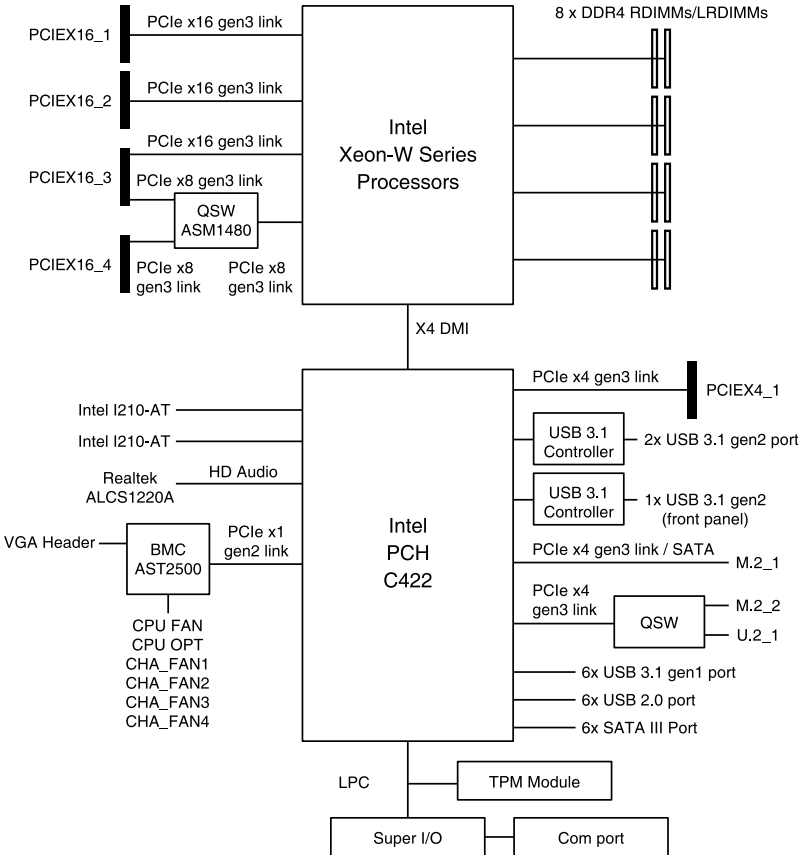 8 x DDR4 RDIMMs/LRDIMMs
PCIEX16_1
PCIe x16 gen3 link
PCIEX16_2
PCIe x16 gen3 link
PCIe x16 gen3 link
PCIEX16_3
PCIe x8 gen3 link
QSW
ASM1480
PCIEX16_4
PCIe x8
gen3 link
PCIe x8
gen3 link
Intel
Xeon-W Series
Processors
X4 DMI
PCIe x4 gen3 link
PCIEX4_1
Intel I210-AT
Intel I210-AT
Realtek
ALCS1220A
HD Audio
VGA Header
BMC
AST2500
PCIe x1
gen2 link
CPU FAN
CPU OPT
CHA_FAN1
CHA_FAN2
CHA_FAN3
CHA_FAN4
Intel
PCH
C422
USB 3.1
Controller
2x USB 3.1 gen2 port
USB 3.1
Controller
1x USB 3.1 gen2
(front panel)
PCIe x4 gen3 link / SATA
M.2_1
PCIe x4
gen3 link
QSW
M.2_2
U.2_1
6x USB 3.1 gen1 port
6x USB 2.0 port
6x SATA III Port
LPC
TPM Module
Super I/O
Com port